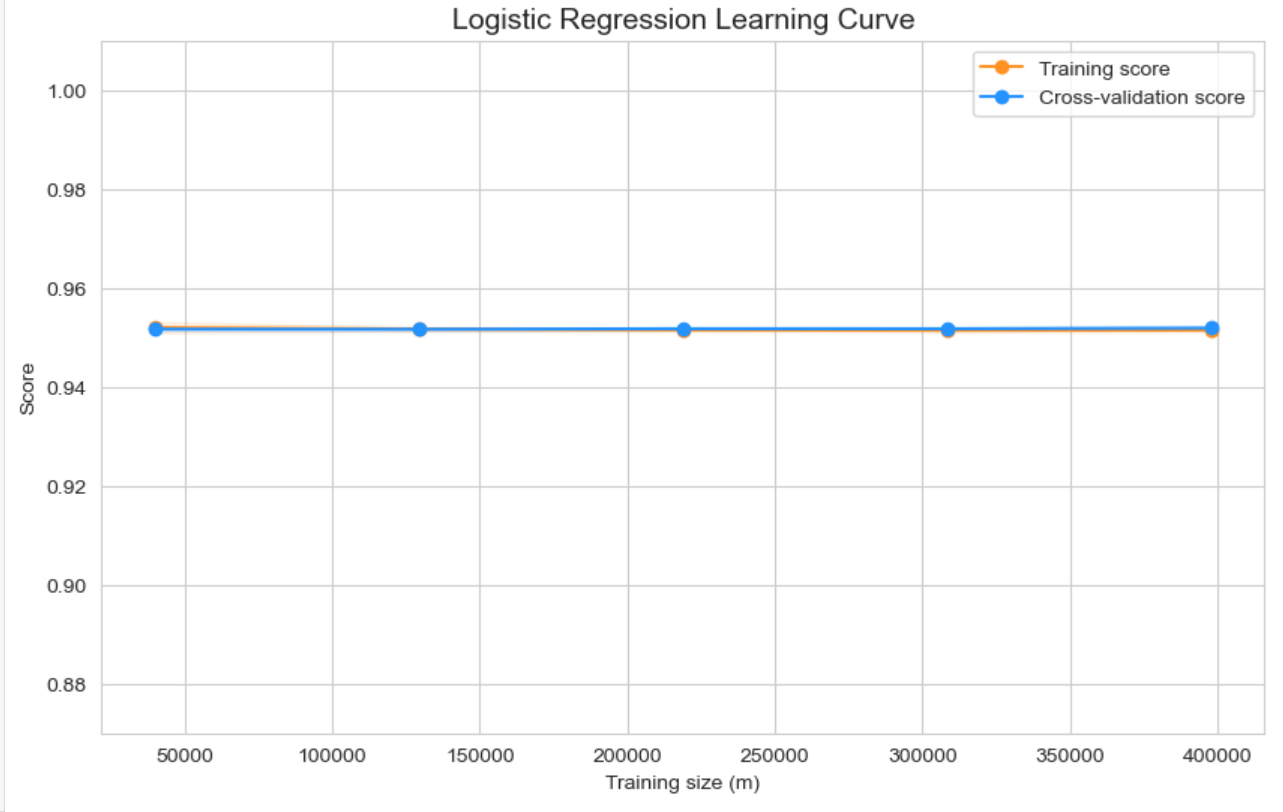 Logistic Regression Learning Curve
Training score
Cross-validation score
1.00
0.98
0.96
0.94
0.92
0.90
0.88
Score
50000 100000 150000 200000 250000 300000 350000 400000
Training size (m)